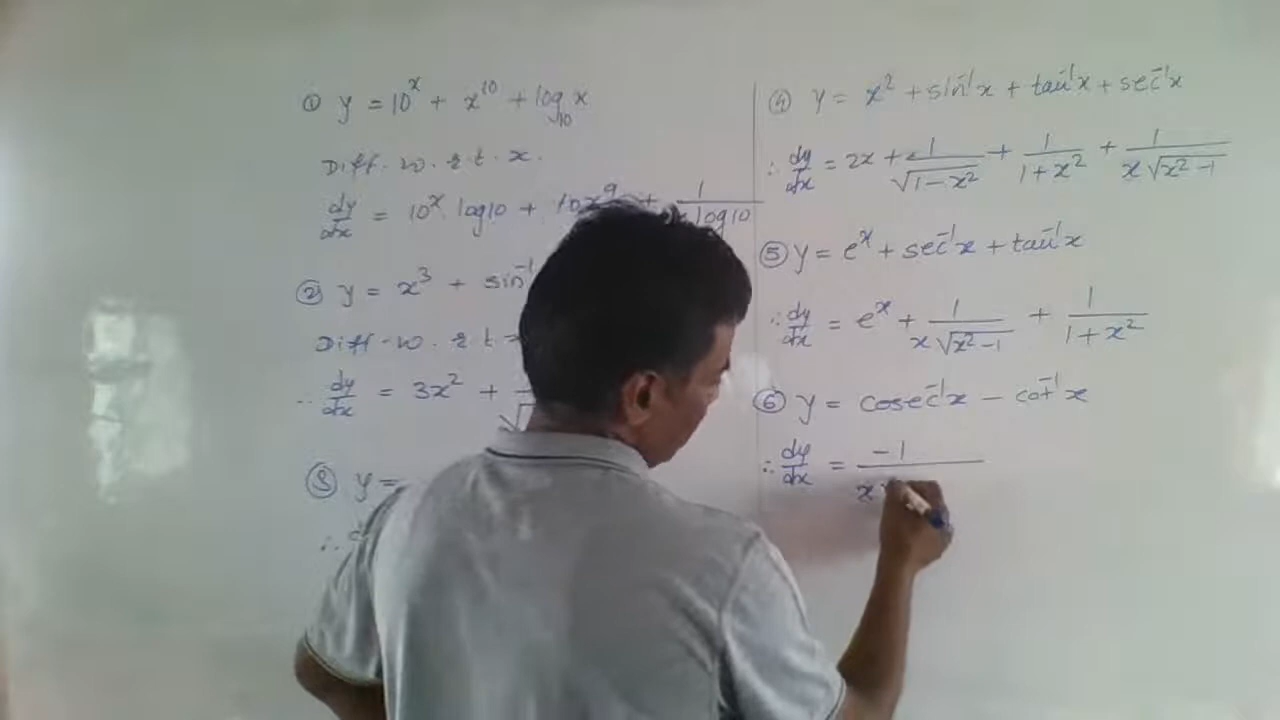 ① y = 10^x + x^10 + log_10 x
Diff. w. r. t. x.
dy/dx = 10^x log10 + 10x^9 + 1/x log10
② y = x^3 + sin^-1
Diff. w. r. t. x
∴ dy/dx = 3x^2 +
③ y =
∴
④ y = x^2 + sin^-1 x + tan^-1 x + sec^-1 x
∴ dy/dx = 2x + 1/√(1-x^2) + 1/(1+x^2) + 1/(x√(x^2-1))
⑤ y = e^x + sec^-1 x + tan^-1 x
∴ dy/dx = e^x + 1/(x√(x^2-1)) + 1/(1+x^2)
⑥ y = cosec^-1 x - cot^-1 x
∴ dy/dx = -1/x